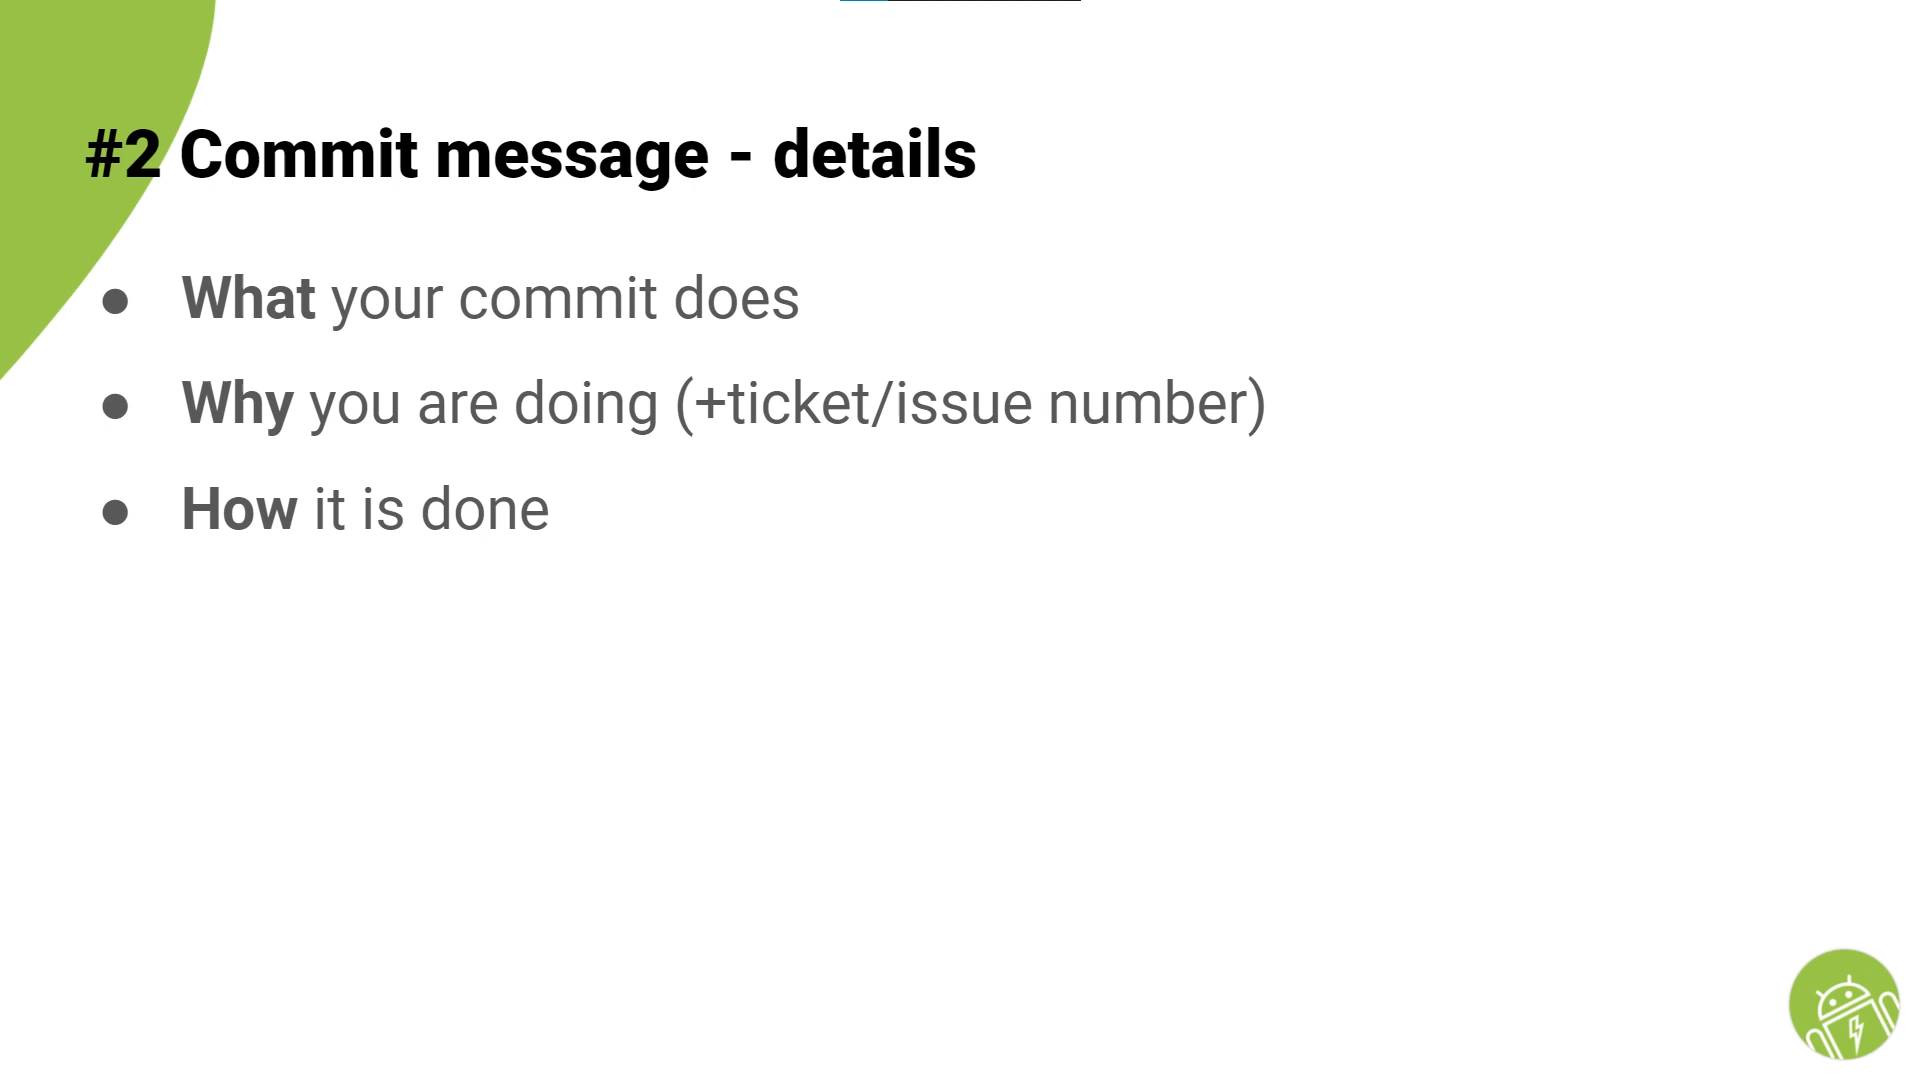 #2 Commit message - details
● What your commit does
● Why you are doing (+ticket/issue number)
● How it is done